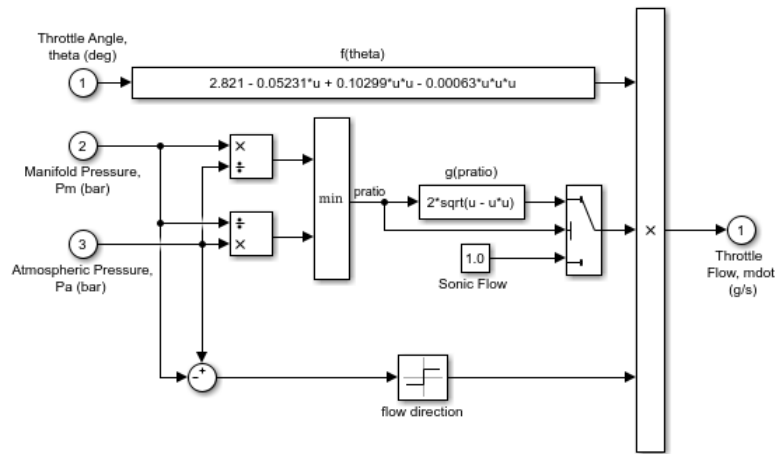 Throttle Angle,
theta (deg)
1
f(theta)
2.821 - 0.05231*u + 0.10299*u*u - 0.00063*u*u*u
2
Manifold Pressure,
Pm (bar)
×
÷
÷
×
min
pratio
g(pratio)
2*sqrt(u - u*u)
3
Atmospheric Pressure,
Pa (bar)
1.0
Sonic Flow
×
1
Throttle
Flow, mdot
(g/s)
-
+
flow direction